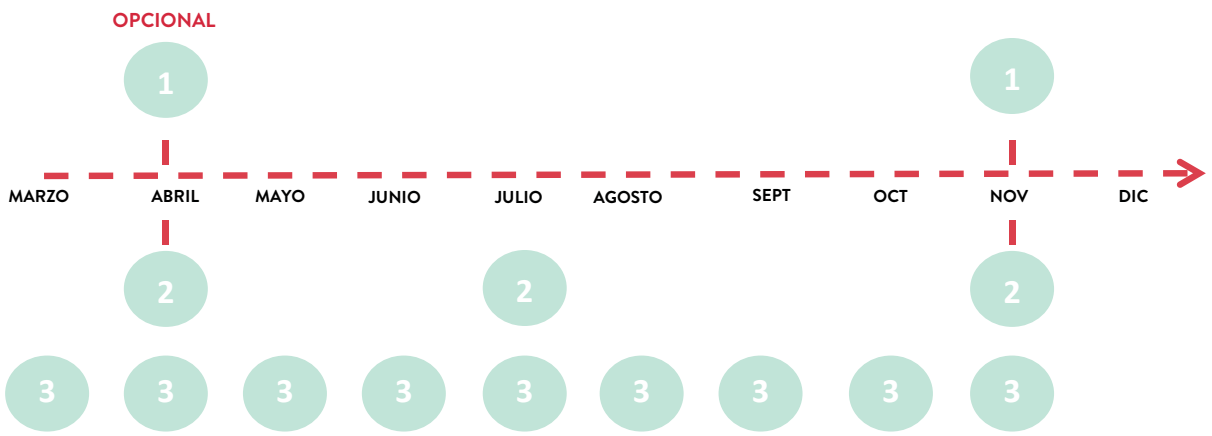 OPCIONAL
1 1
MARZO ABRIL MAYO JUNIO JULIO AGOSTO SEPT OCT NOV DIC
2 2 2
3 3 3 3 3 3 3 3 3